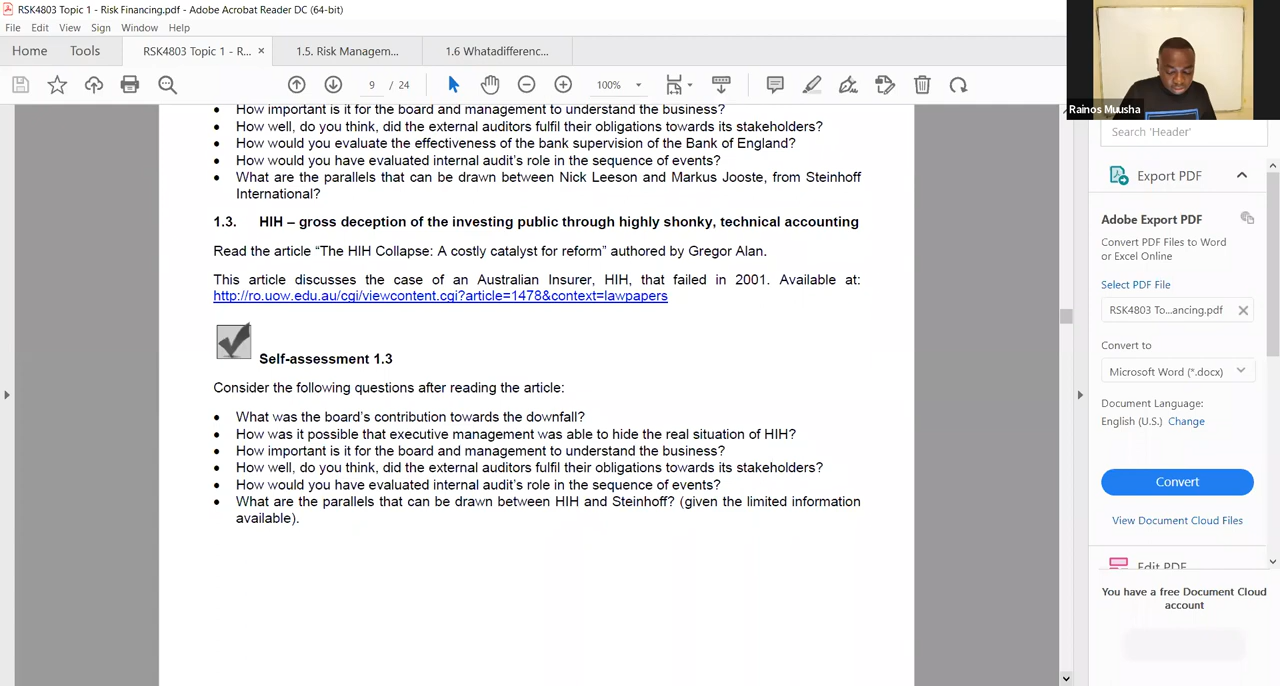 RSK4803 Topic 1 - Risk Financing.pdf - Adobe Acrobat Reader DC (64-bit)
File Edit View Sign Window Help
Home Tools RSK4803 Topic 1 - R... × 1.5. Risk Managem... 1.6 Whatadifferenc...
9 / 24 100%
Rainos Muusha
• How important is it for the board and management to understand the business?
• How well, do you think, did the external auditors fulfil their obligations towards its stakeholders?
• How would you evaluate the effectiveness of the bank supervision of the Bank of England?
• How would you have evaluated internal audit's role in the sequence of events?
• What are the parallels that can be drawn between Nick Leeson and Markus Jooste, from Steinhoff
International?
1.3. HIH – gross deception of the investing public through highly shonky, technical accounting
Read the article “The HIH Collapse: A costly catalyst for reform” authored by Gregor Alan.
This article discusses the case of an Australian Insurer, HIH, that failed in 2001. Available at:
http://ro.uow.edu.au/cgi/viewcontent.cgi?article=1478&context=lawpapers
Self-assessment 1.3
Consider the following questions after reading the article:
• What was the board's contribution towards the downfall?
• How was it possible that executive management was able to hide the real situation of HIH?
• How important is it for the board and management to understand the business?
• How well, do you think, did the external auditors fulfil their obligations towards its stakeholders?
• How would you have evaluated internal audit's role in the sequence of events?
• What are the parallels that can be drawn between HIH and Steinhoff? (given the limited information
available).
Search 'Header'
Export PDF
Adobe Export PDF
Convert PDF Files to Word
or Excel Online
Select PDF File
RSK4803 To...ancing.pdf
Convert to
Microsoft Word (*.docx)
Document Language:
English (U.S.) Change
Convert
View Document Cloud Files
Edit PDF
You have a free Document Cloud
account